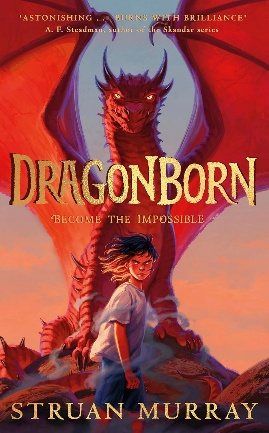 'ASTONISHING . . . BURNS WITH BRILLIANCE'
A. F. Steadman, author of the Skandar series
DRAGONBORN
BECOME THE IMPOSSIBLE
STRUAN MURRAY